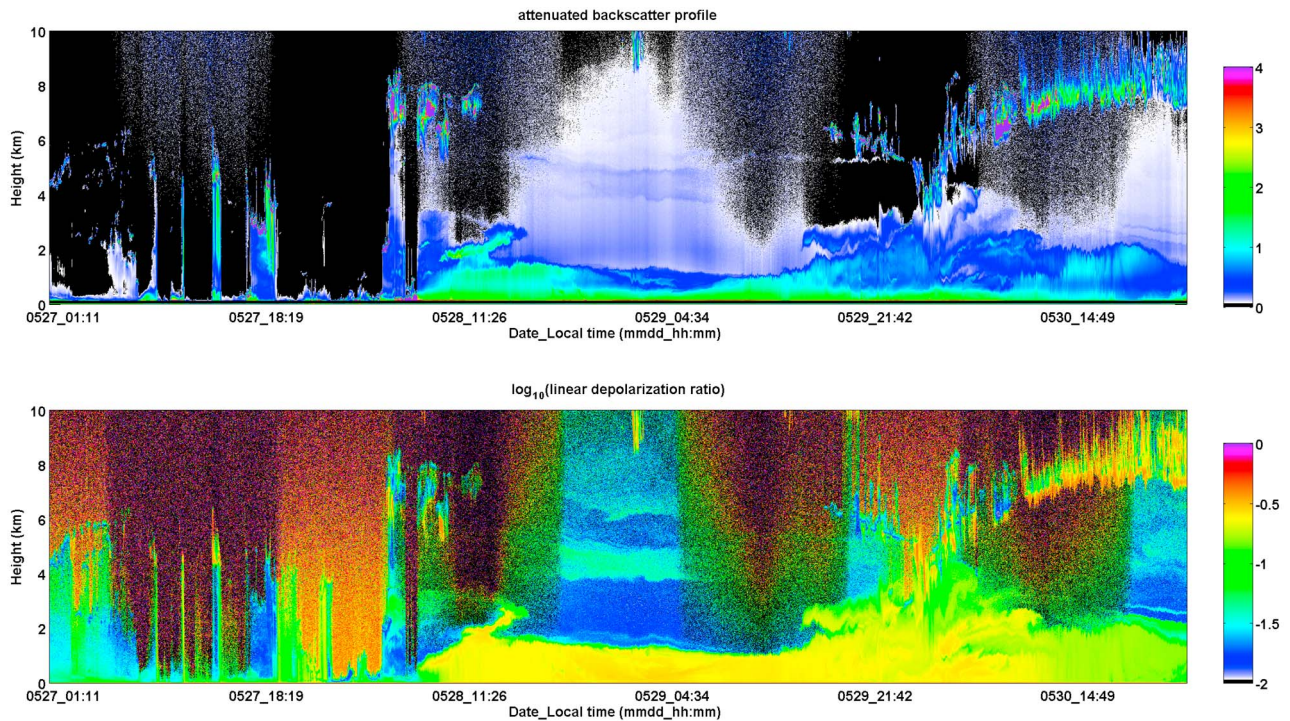 attenuated backscatter profile
10
8
6
4
2
0
Height (km)
0527_01:11 0527_18:19 0528_11:26 0529_04:34 0529_21:42 0530_14:49
Date_Local time (mmdd_hh:mm)
4
3
2
1
0
log10(linear depolarization ratio)
10
8
6
4
2
0
Height (km)
0527_01:11 0527_18:19 0528_11:26 0529_04:34 0529_21:42 0530_14:49
Date_Local time (mmdd_hh:mm)
0
-0.5
-1
-1.5
-2